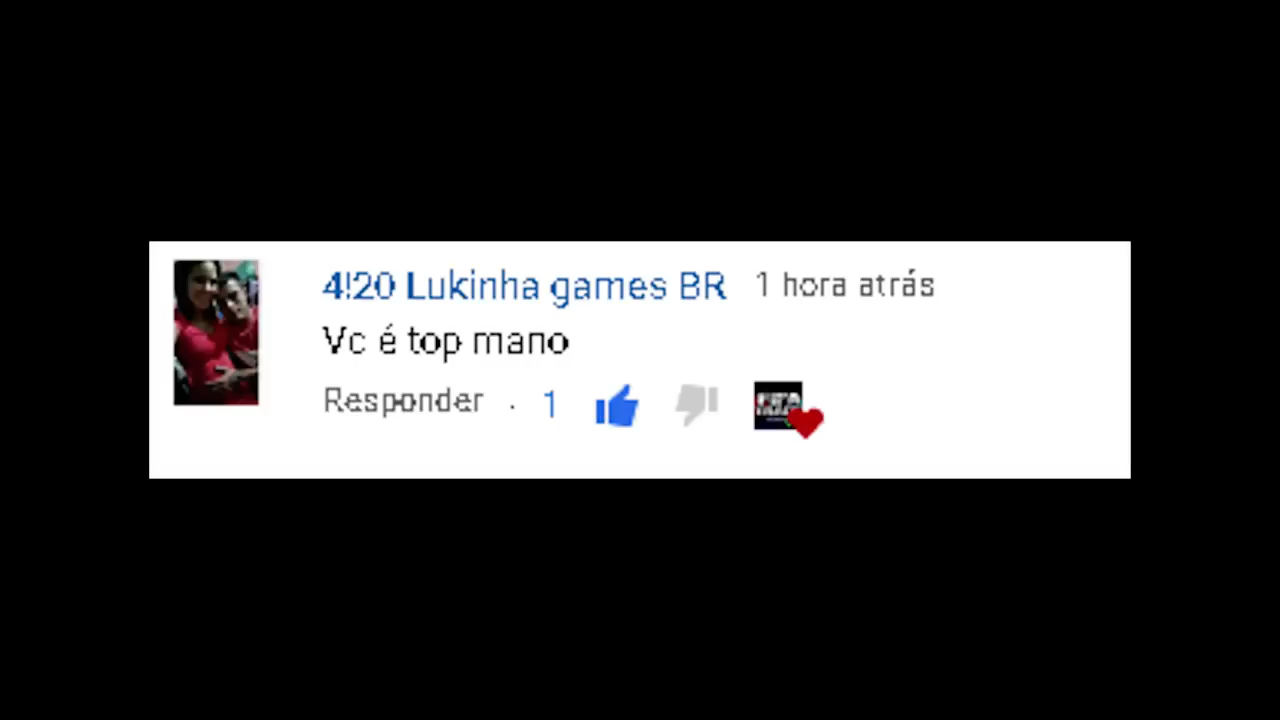 4!20 Lukinha games BR 1 hora atrás
Vc é top mano
Responder · 1